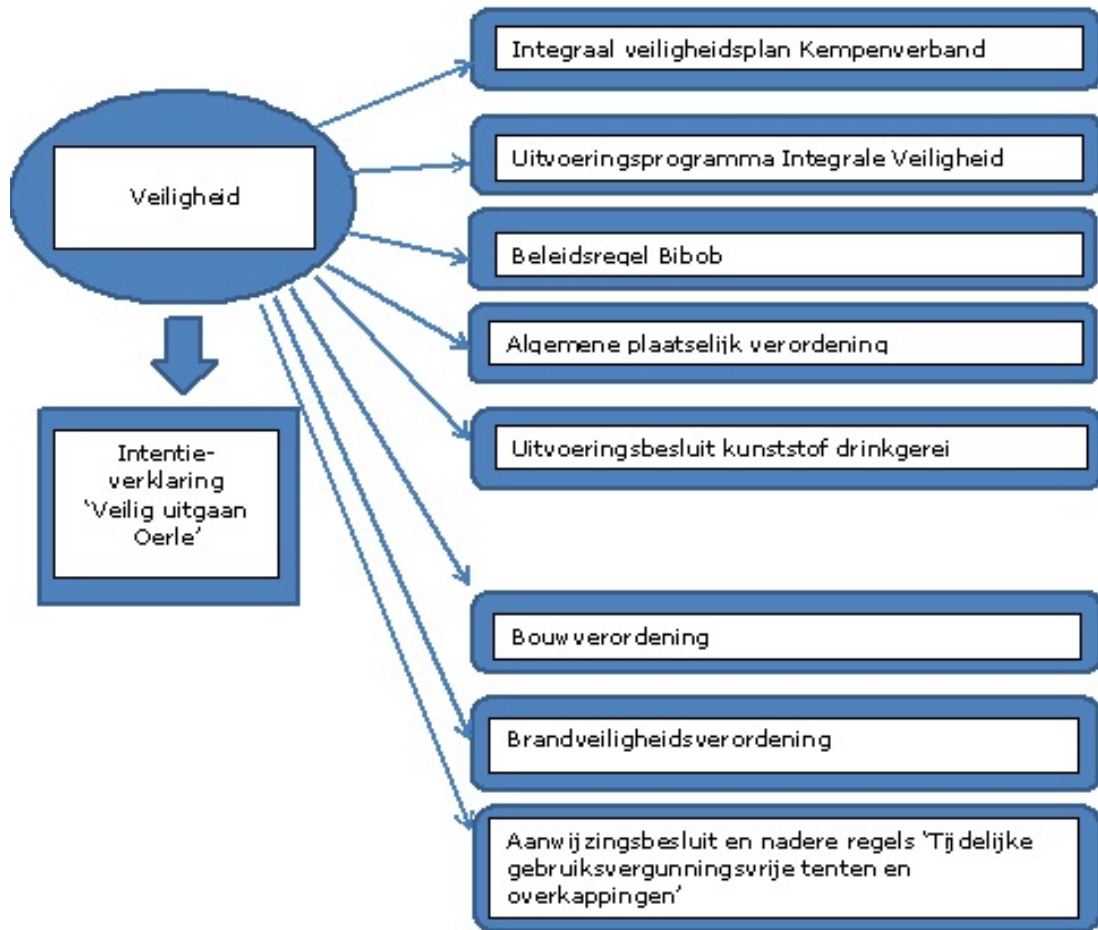 Veiligheid
Intentie-
verklaring
‘Veilig uitgaan
Oerle’
Integraal veiligheidsplan Kempenverband
Uitvoeringsprogramma Integrale Veiligheid
Beleidsregel Bibob
Algemene plaatselijk verordening
Uitvoeringsbesluit kunststof drinkgerei
Bouwverordening
Brandveiligheidsverordening
Aanwijzingsbesluit en nadere regels ‘Tijdelijke
gebruiksvergunningsvrije tenten en
overkappingen’